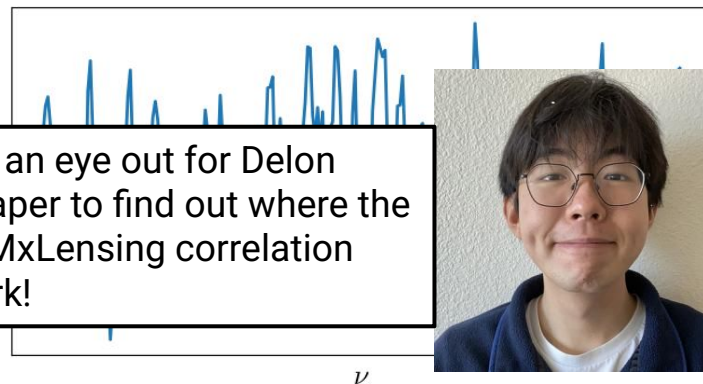 an eye out for Delon
aper to find out where the
MxLensing correlation
rk!
ν